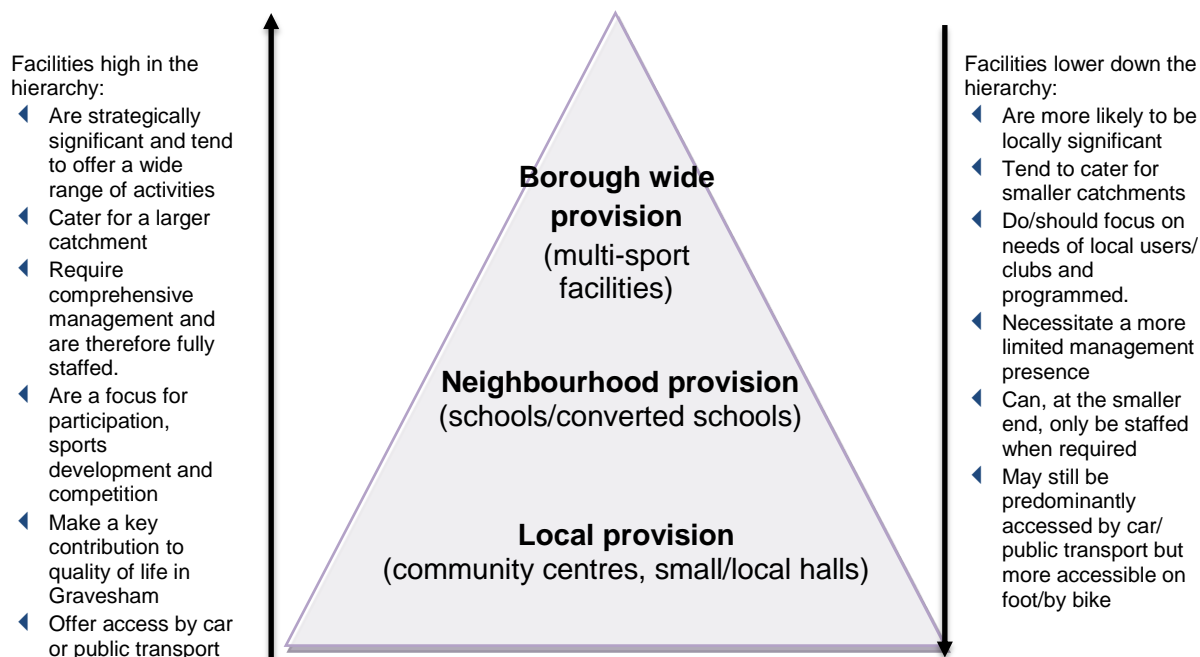 Facilities high in the
hierarchy:
Are strategically
significant and tend
to offer a wide
range of activities
Cater for a larger
catchment
Require
comprehensive
management and
are therefore fully
staffed.
Are a focus for
participation,
sports
development and
competition
Make a key
contribution to
quality of life in
Gravesham
Offer access by car
or public transport
Borough wide
provision
(multi-sport
facilities)
Neighbourhood provision
(schools/converted schools)
Local provision
(community centres, small/local halls)
Facilities lower down the
hierarchy:
Are more likely to be
locally significant
Tend to cater for
smaller catchments
Do/should focus on
needs of local users/
clubs and
programmed.
Necessitate a more
limited management
presence
Can, at the smaller
end, only be staffed
when required
May still be
predominantly
accessed by car/
public transport but
more accessible on
foot/by bike